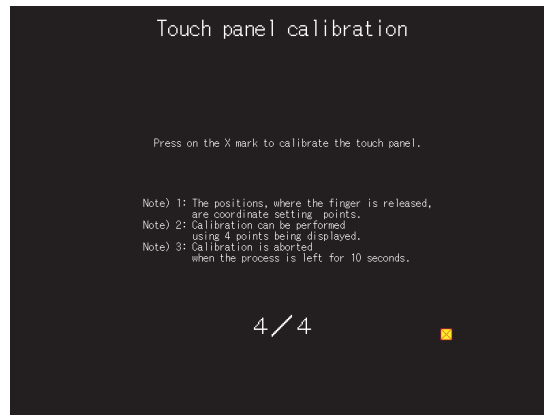 Touch panel calibration
Press on the X mark to calibrate the touch panel.
Note) 1: The positions, where the finger is released,
are coordinate setting points.
Note) 2: Calibration can be performed
using 4 points being displayed.
Note) 3: Calibration is aborted
when the process is left for 10 seconds.
4/4